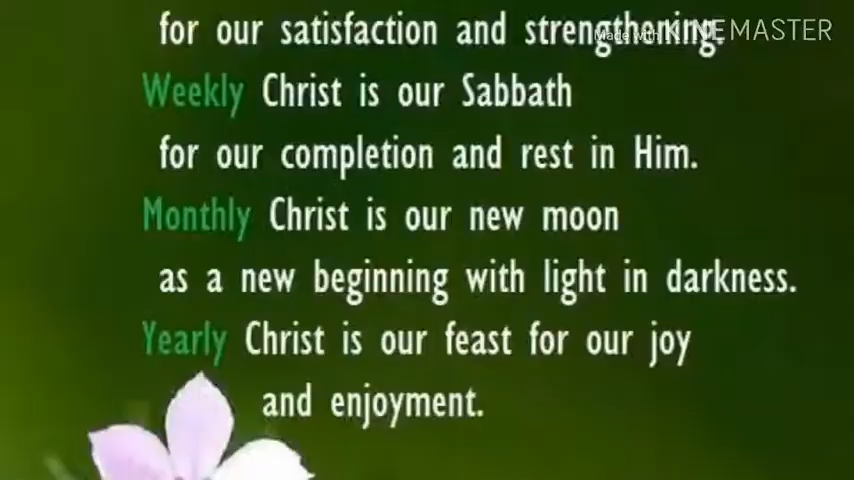 for our satisfaction and strengthening.
Made with KINEMASTER
Weekly Christ is our Sabbath
for our completion and rest in Him.
Monthly Christ is our new moon
as a new beginning with light in darkness.
Yearly Christ is our feast for our joy
and enjoyment.